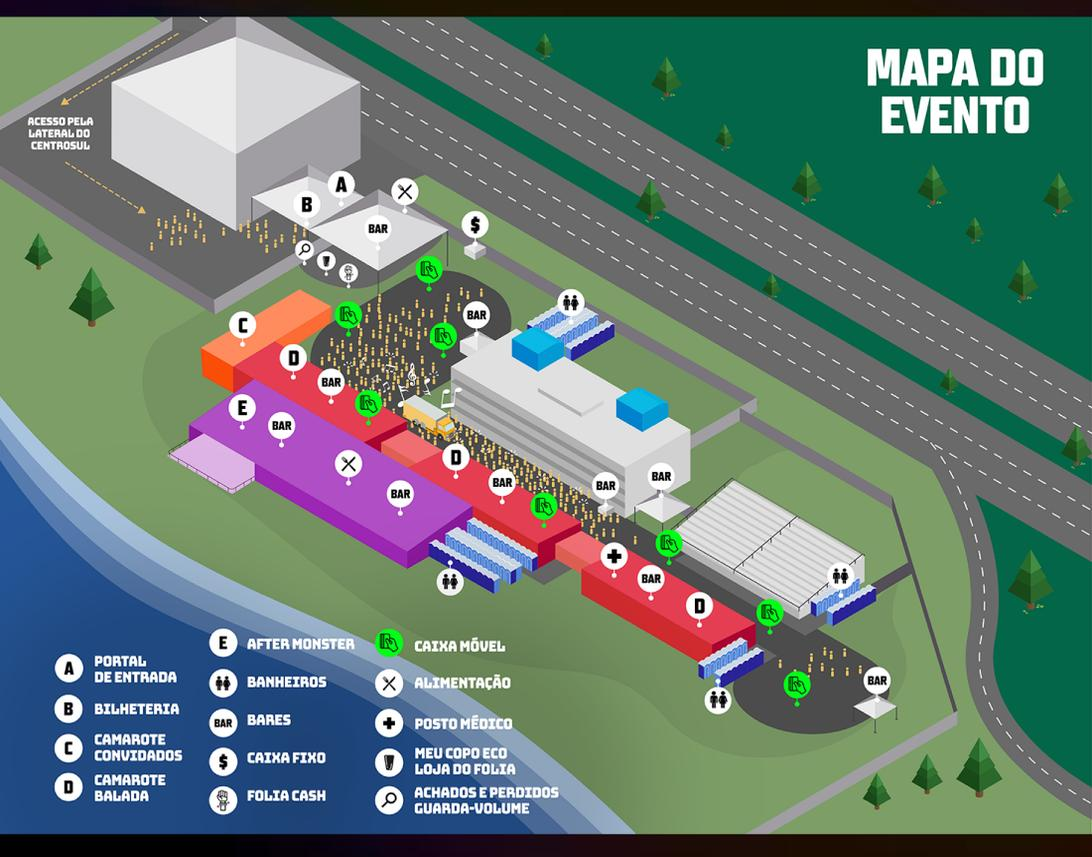 MAPA DO
EVENTO
ACESSO PELA
LATERAL DO
CENTROSUL
A
B
BAR
$
C
BAR
D
BAR
E
BAR
D
BAR
BAR
BAR
BAR
BAR
D
BAR
A PORTAL
DE ENTRADA
B BILHETERIA
C CAMAROTE
CONVIDADOS
D CAMAROTE
BALADA
E AFTER MONSTER
BANHEIROS
BAR BARES
$ CAIXA FIXO
FOLIA CASH
CAIXA MÓVEL
ALIMENTAÇÃO
POSTO MÉDICO
MEU COPO ECO
LOJA DO FOLIA
ACHADOS E PERDIDOS
GUARDA-VOLUME